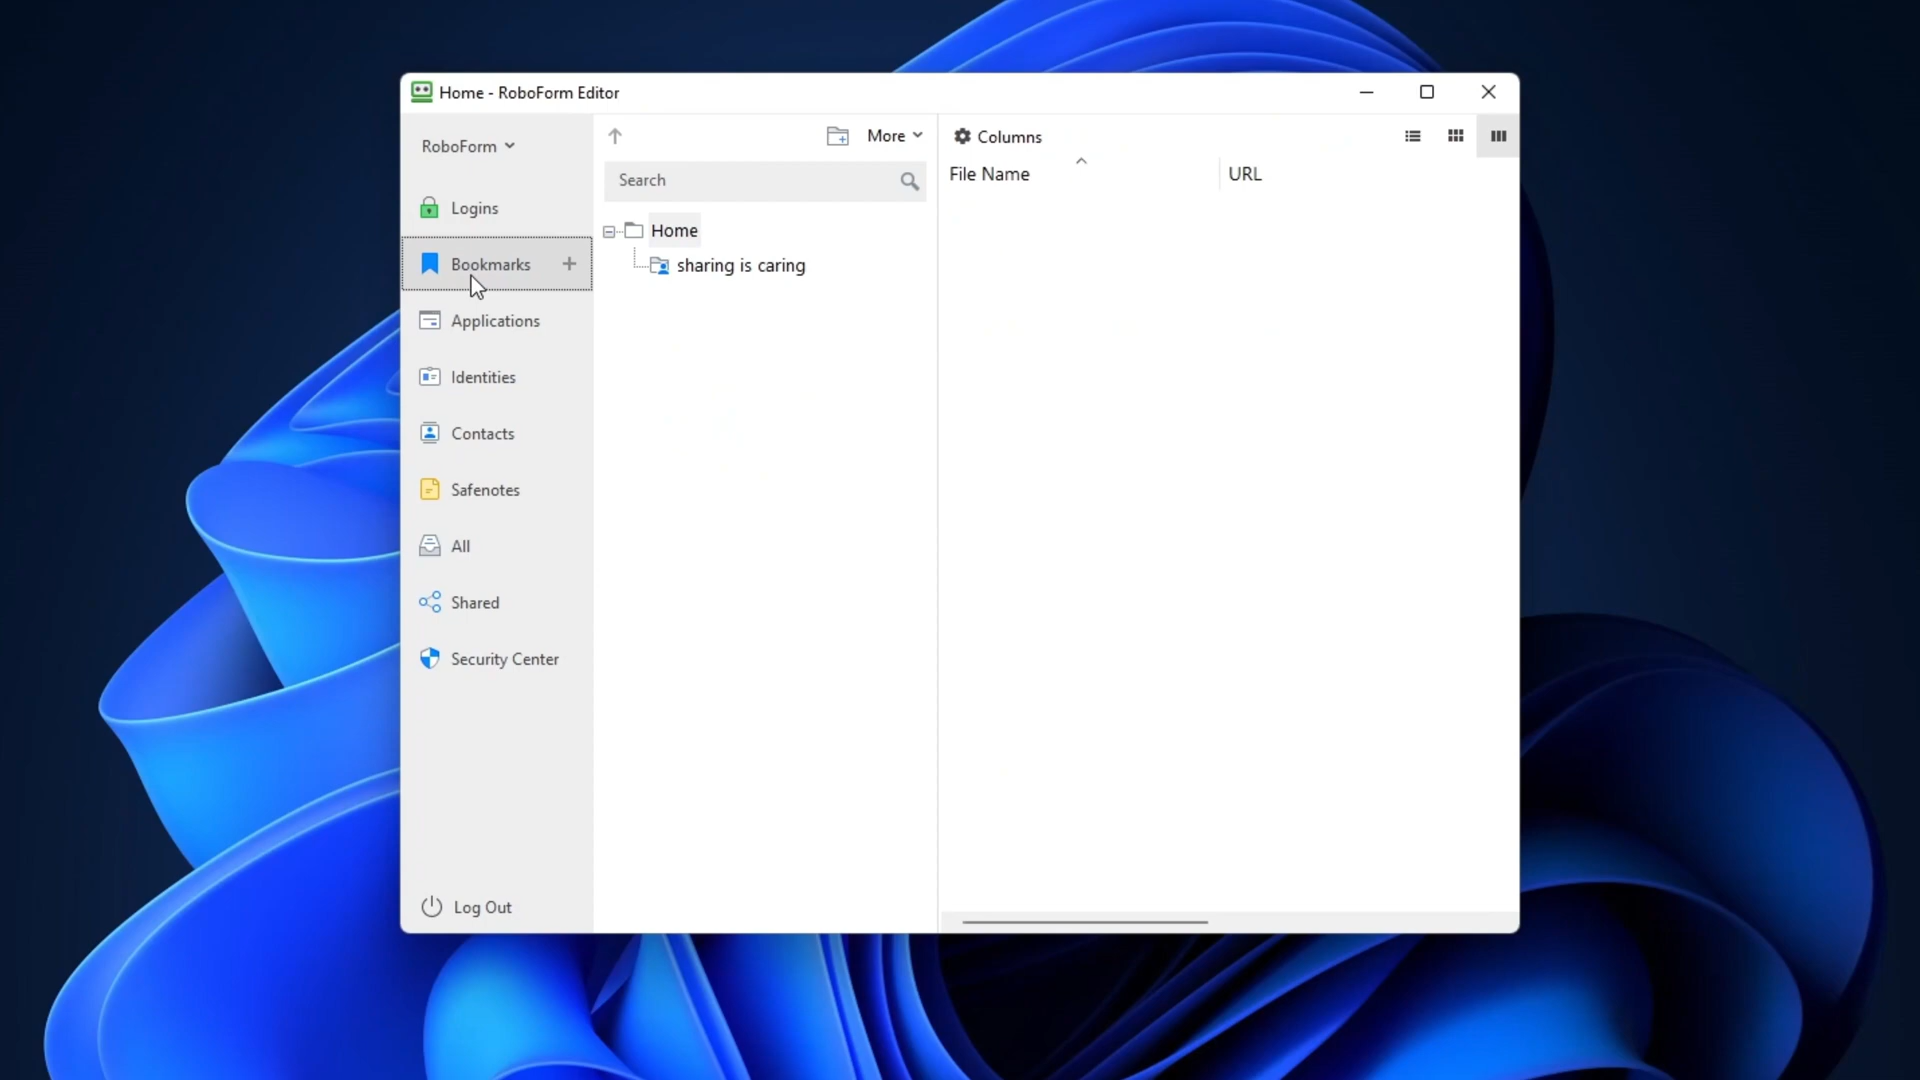 Home - RoboForm Editor
RoboForm
Logins
Bookmarks
Applications
Identities
Contacts
Safenotes
All
Shared
Security Center
Log Out
More
Search
Home
sharing is caring
Columns
File Name
URL